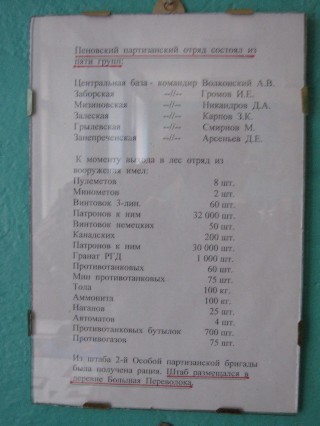 Пеновский партизанский отряд состоял из
пяти групп:
Центральная база - командир Волконский А.В.
Заборская --//-- Громов И.Е.
Мизиновская --//-- Никандров Д.А.
Залеская --//-- Карпов З.К.
Грылевская --//-- Смирнов М.
Занепреченская --//-- Арсеньев Д.Е.
К моменту выхода в лес отряд из
вооружения имел:
Пулеметов 8 шт.
Минометов 2 шт.
Винтовок 3-лин. 60 шт.
Патронов к ним 32 000 шт.
Винтовок немецких 50 шт.
Канадских 200 шт.
Патронов к ним 30 000 шт.
Гранат РГД 1 000 шт.
Противотанковых 60 шт.
Мин противотанковых 75 шт.
Тола 100 кг.
Аммонита 100 кг.
Наганов 25 шт.
Автоматов 4 шт.
Противотанковых бутылок 700 шт.
Противогазов 75 шт.
Из штаба 2-й Особой партизанской бригады
была получена рация. Штаб размещался в
деревне Большая Переволока.